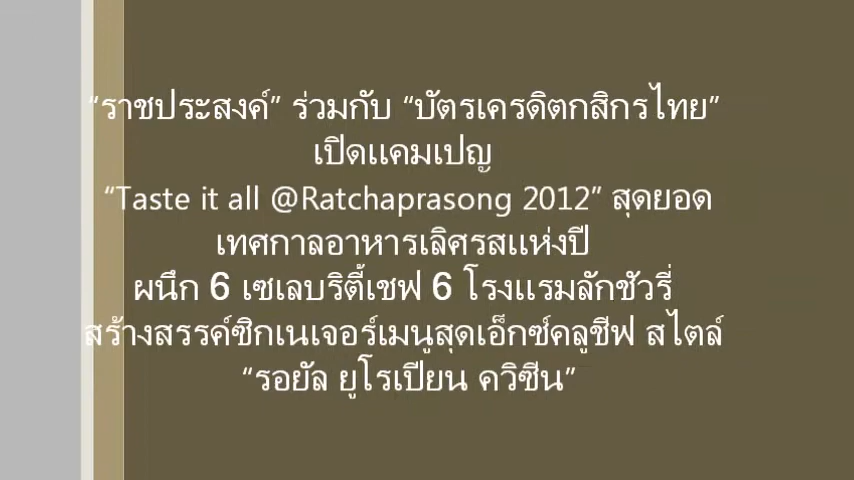 “ราชประสงค์” ร่วมกับ “บัตรเครดิตกสิกรไทย”
เปิดแคมเปญ
“Taste it all @Ratchaprasong 2012” สุดยอด
เทศกาลอาหารเลิศรสแห่งปี
ผนึก 6 เซเลบริตี้เชฟ 6 โรงแรมลักชัวรี่
สร้างสรรค์ซิกเนเจอร์เมนูสุดเอ็กซ์คลูซีฟ สไตล์
“รอยัล ยูโรเปียน ควิซีน”